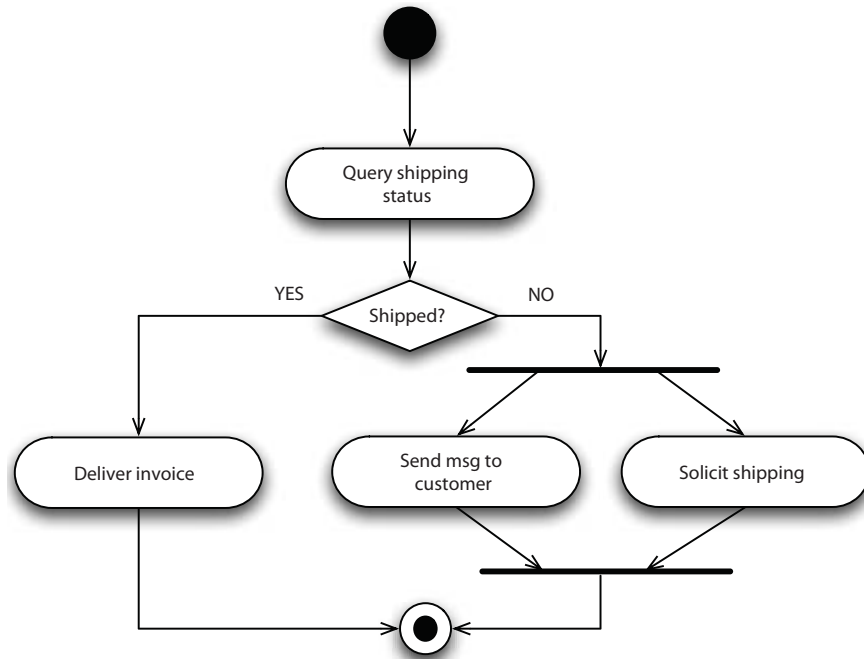 Query shipping
status
YES
NO
Shipped?
Deliver invoice
Send msg to
customer
Solicit shipping